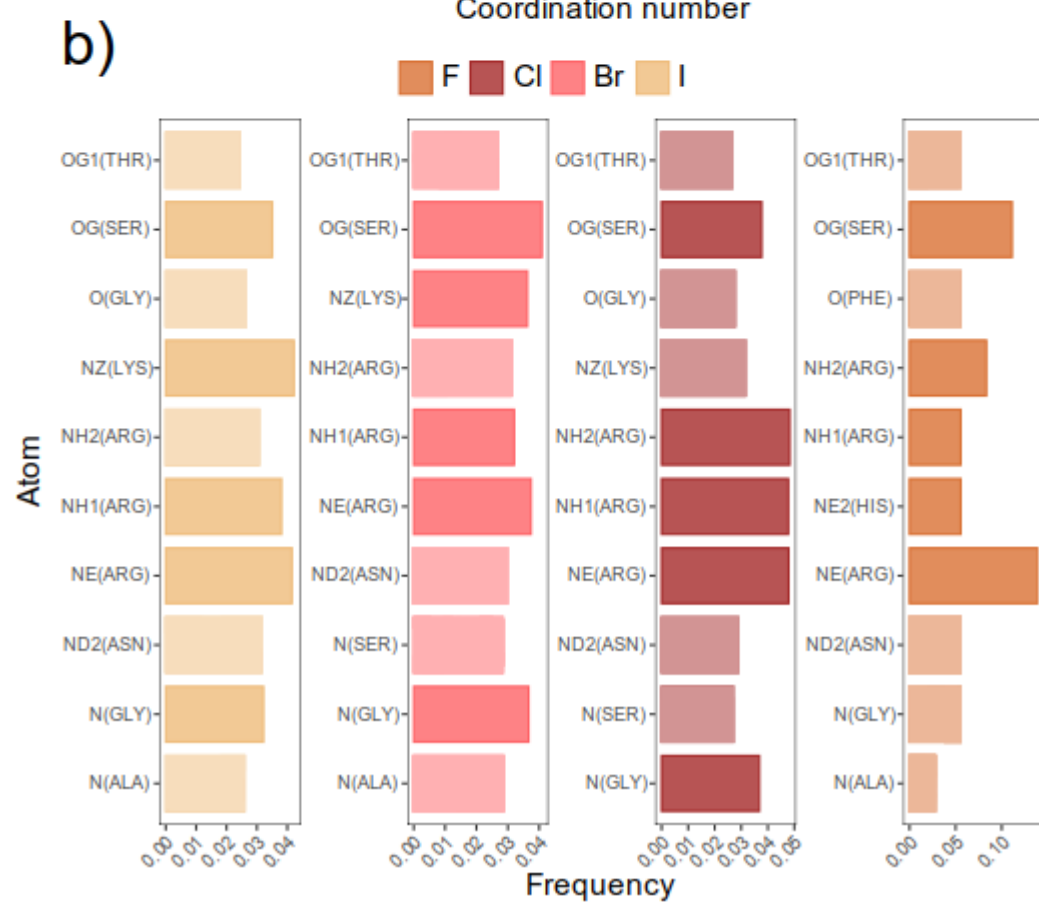 Coordination number
b)
F Cl Br I
Atom
OG1(THR)
OG(SER)
O(GLY)
NZ(LYS)
NH2(ARG)
NH1(ARG)
NE(ARG)
ND2(ASN)
N(GLY)
N(ALA)
0.00 0.01 0.02 0.03 0.04
OG1(THR)
OG(SER)
NZ(LYS)
NH2(ARG)
NH1(ARG)
NE(ARG)
ND2(ASN)
N(SER)
N(GLY)
N(ALA)
0.00 0.01 0.02 0.03 0.04
OG1(THR)
OG(SER)
O(GLY)
NZ(LYS)
NH2(ARG)
NH1(ARG)
NE(ARG)
ND2(ASN)
N(SER)
N(GLY)
0.00 0.01 0.02 0.03 0.04 0.05
OG1(THR)
OG(SER)
O(PHE)
NH2(ARG)
NH1(ARG)
NE2(HIS)
NE(ARG)
ND2(ASN)
N(GLY)
N(ALA)
0.00 0.05 0.10
Frequency